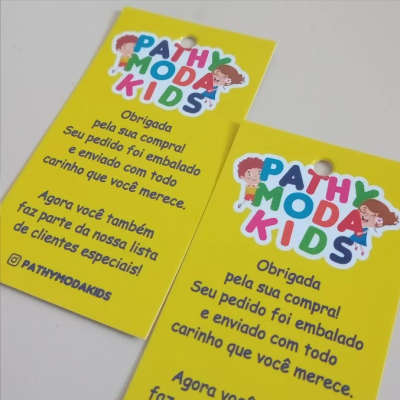 PATHY
MODA
KIDS
Obrigada
pela sua compra!
Seu pedido foi embalado
e enviado com todo
carinho que você merece.
Agora você também
faz parte da nossa lista
de clientes especiais!
PATHYMODAKIDS
PATHY
MODA
KIDS
Obrigada
pela sua compra!
Seu pedido foi embalado
e enviado com todo
carinho que você merece.
Agora você